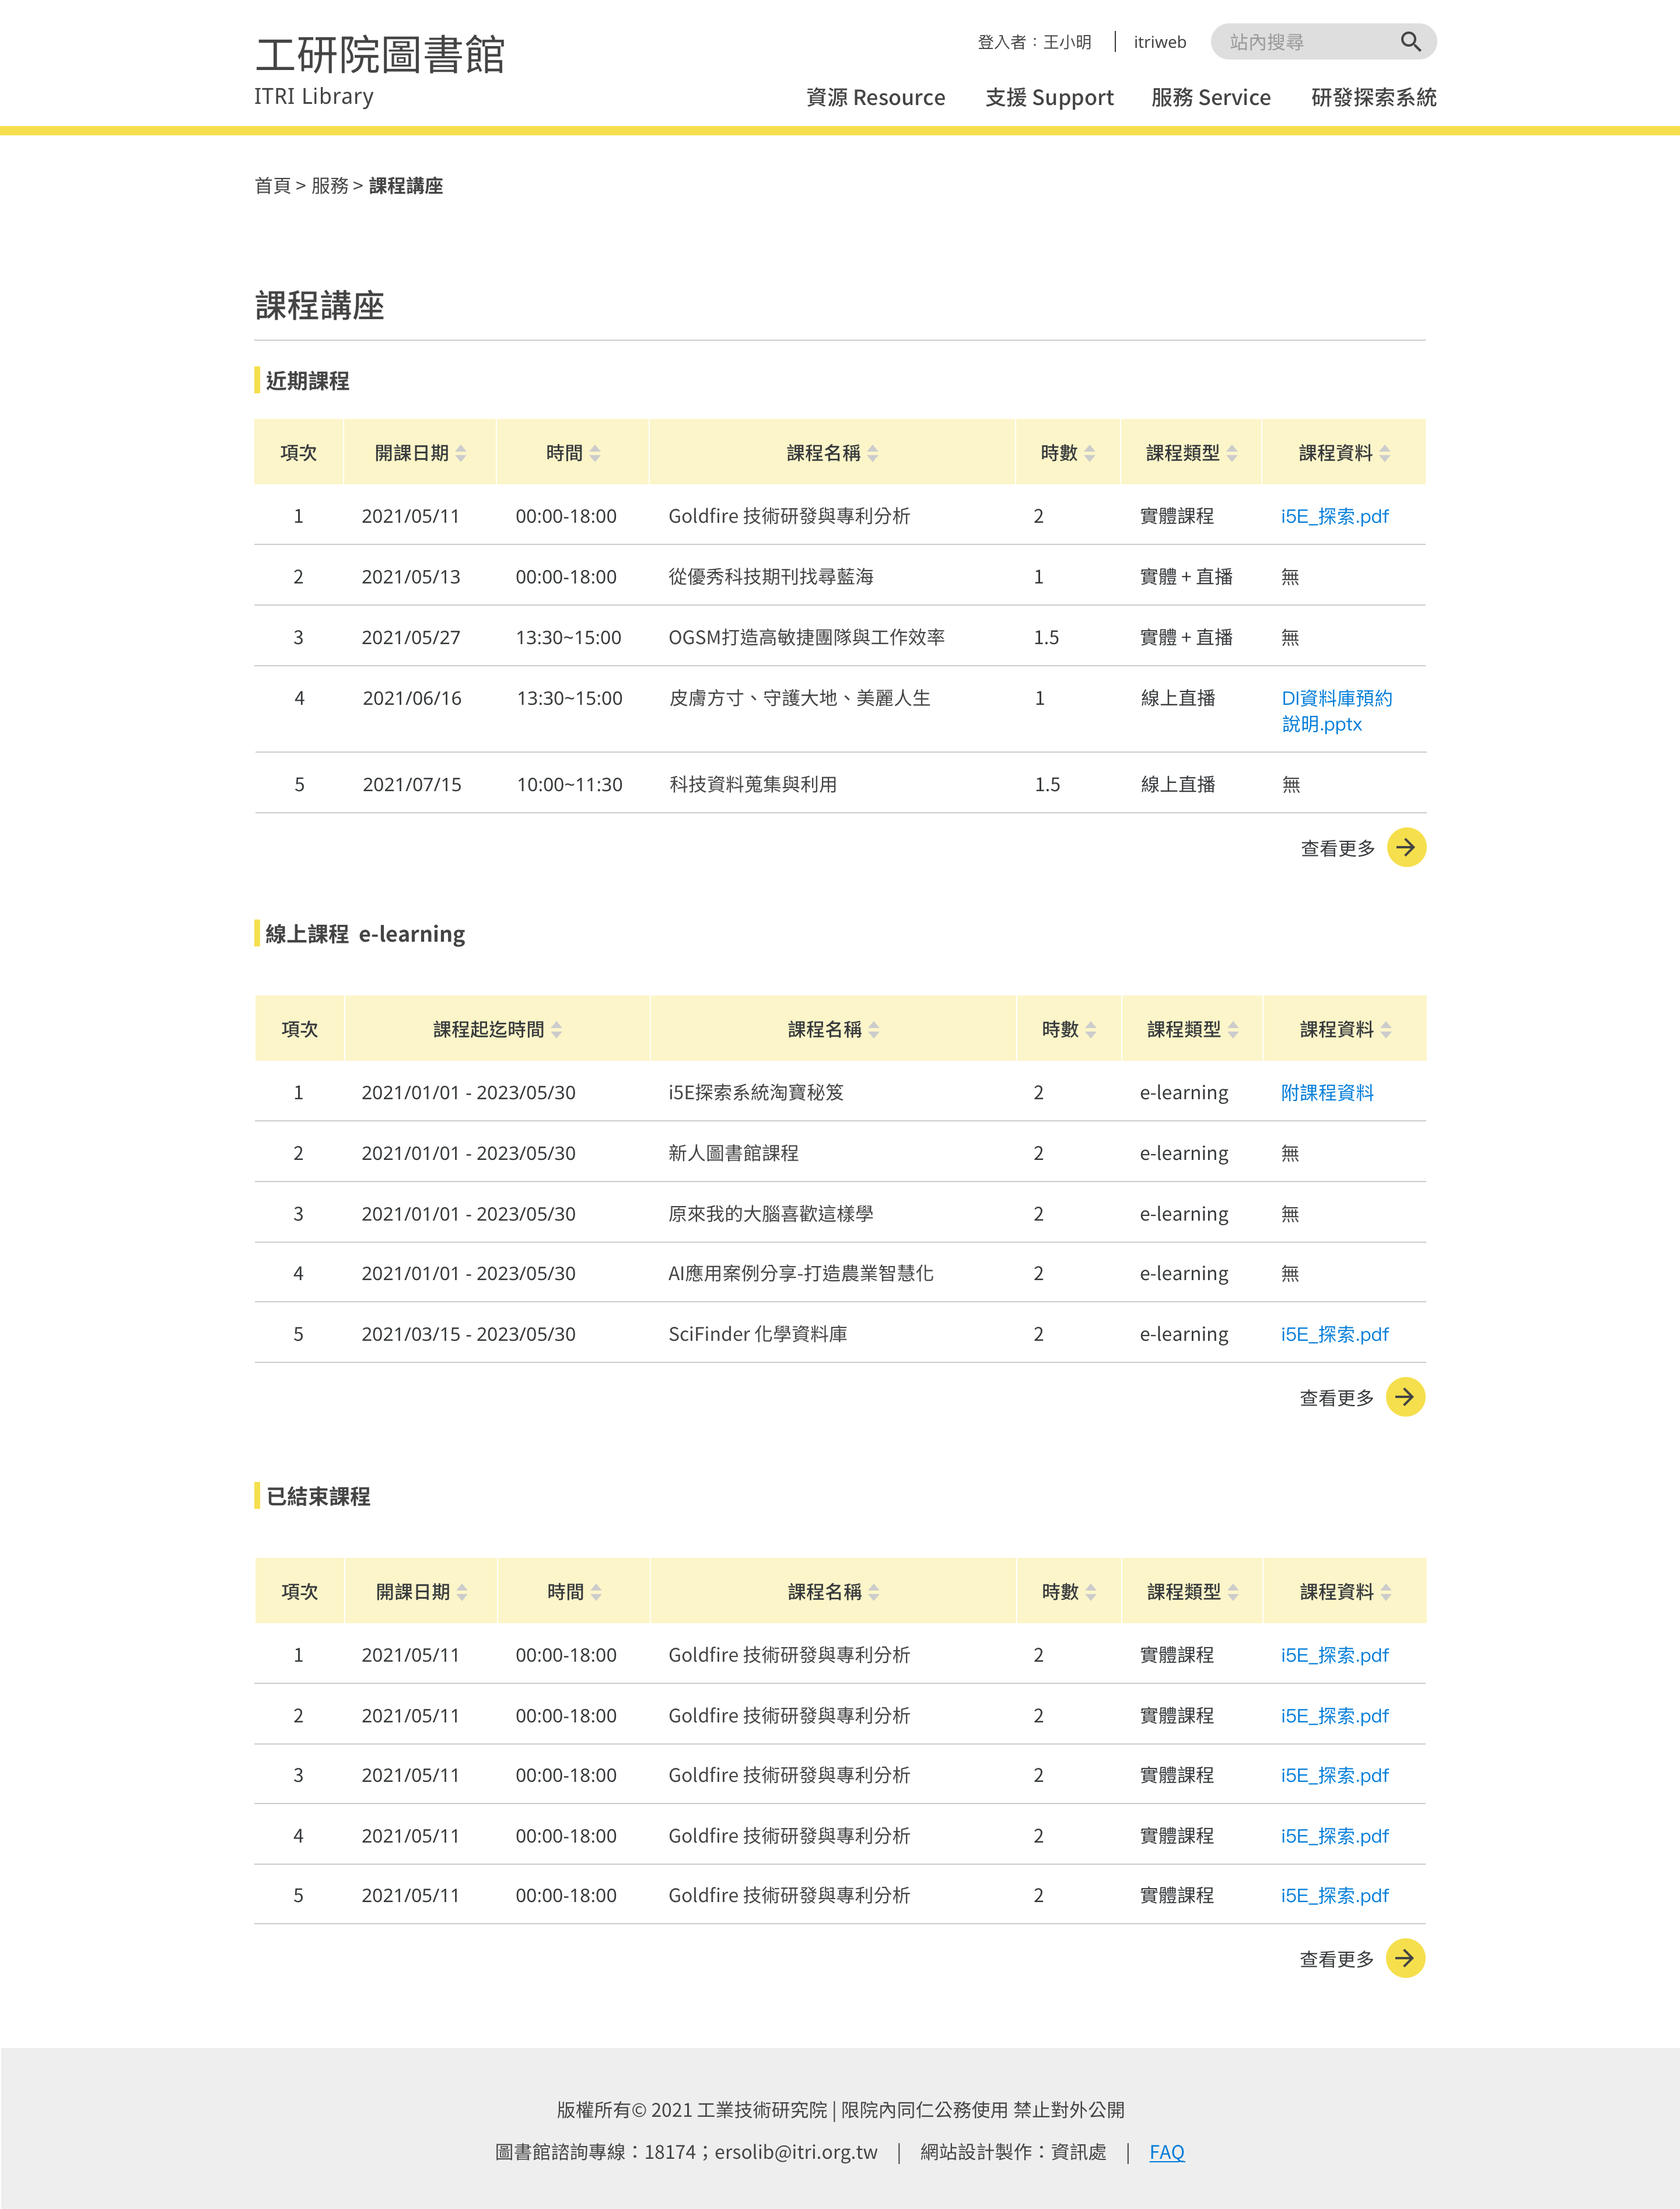 工研院圖書館
ITRI Library
登入者：王小明 | itriweb 站內搜尋
資源 Resource 支援 Support 服務 Service 研發探索系統
首頁 > 服務 > 課程講座
課程講座
近期課程
項次 開課日期 時間 課程名稱 時數 課程類型 課程資料
1 2021/05/11 00:00-18:00 Goldfire 技術研發與專利分析 2 實體課程 i5E_探索.pdf
2 2021/05/13 00:00-18:00 從優秀科技期刊找尋藍海 1 實體 + 直播 無
3 2021/05/27 13:30~15:00 OGSM打造高敏捷團隊與工作效率 1.5 實體 + 直播 無
4 2021/06/16 13:30~15:00 皮膚方寸、守護大地、美麗人生 1 線上直播 DI資料庫預約
說明.pptx
5 2021/07/15 10:00~11:30 科技資料蒐集與利用 1.5 線上直播 無
查看更多
線上課程 e-learning
項次 課程起迄時間 課程名稱 時數 課程類型 課程資料
1 2021/01/01 - 2023/05/30 i5E探索系統淘寶秘笈 2 e-learning 附課程資料
2 2021/01/01 - 2023/05/30 新人圖書館課程 2 e-learning 無
3 2021/01/01 - 2023/05/30 原來我的大腦喜歡這樣學 2 e-learning 無
4 2021/01/01 - 2023/05/30 AI應用案例分享-打造農業智慧化 2 e-learning 無
5 2021/03/15 - 2023/05/30 SciFinder 化學資料庫 2 e-learning i5E_探索.pdf
查看更多
已結束課程
項次 開課日期 時間 課程名稱 時數 課程類型 課程資料
1 2021/05/11 00:00-18:00 Goldfire 技術研發與專利分析 2 實體課程 i5E_探索.pdf
2 2021/05/11 00:00-18:00 Goldfire 技術研發與專利分析 2 實體課程 i5E_探索.pdf
3 2021/05/11 00:00-18:00 Goldfire 技術研發與專利分析 2 實體課程 i5E_探索.pdf
4 2021/05/11 00:00-18:00 Goldfire 技術研發與專利分析 2 實體課程 i5E_探索.pdf
5 2021/05/11 00:00-18:00 Goldfire 技術研發與專利分析 2 實體課程 i5E_探索.pdf
查看更多
版權所有© 2021 工業技術研究院 | 限院內同仁公務使用 禁止對外公開
圖書館諮詢專線：18174；ersolib@itri.org.tw | 網站設計製作：資訊處 | FAQ